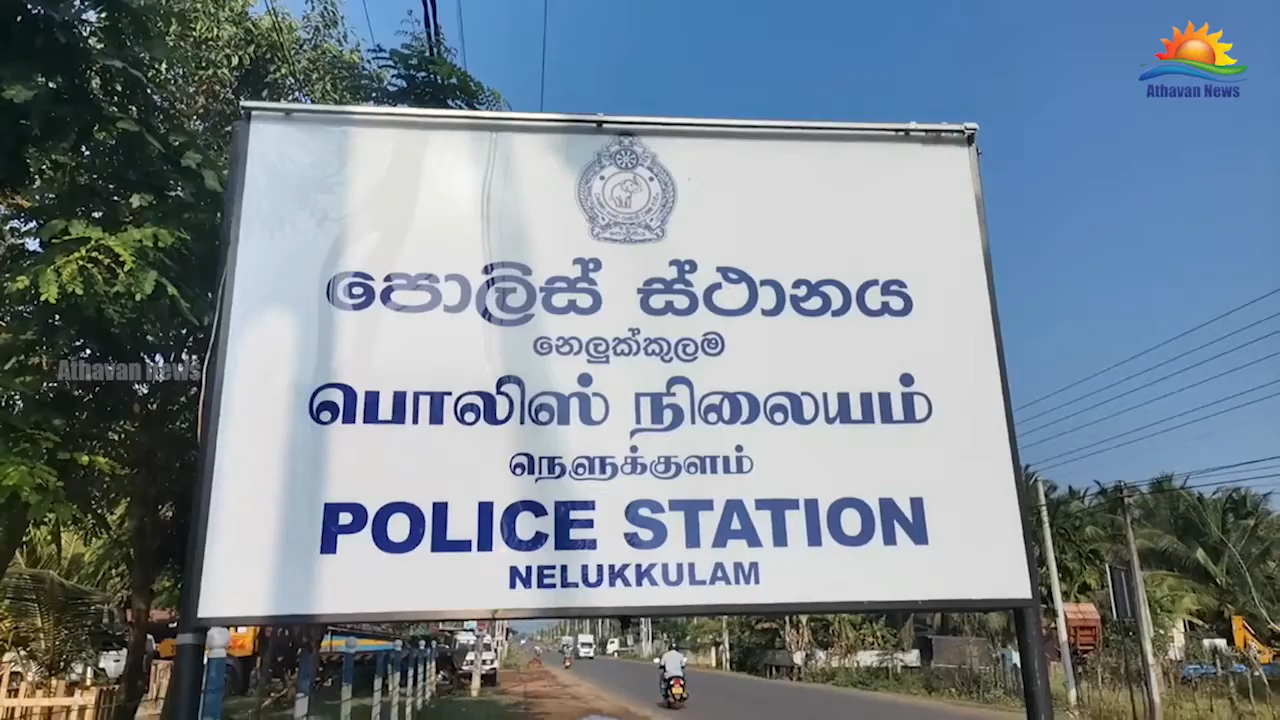 Athavan News
පොලිස් ස්ථානය
නෙලුක්කුලම
Athavan News
பொலிஸ் நிலையம்
நெளுக்குளம்
POLICE STATION
NELUKKULAM